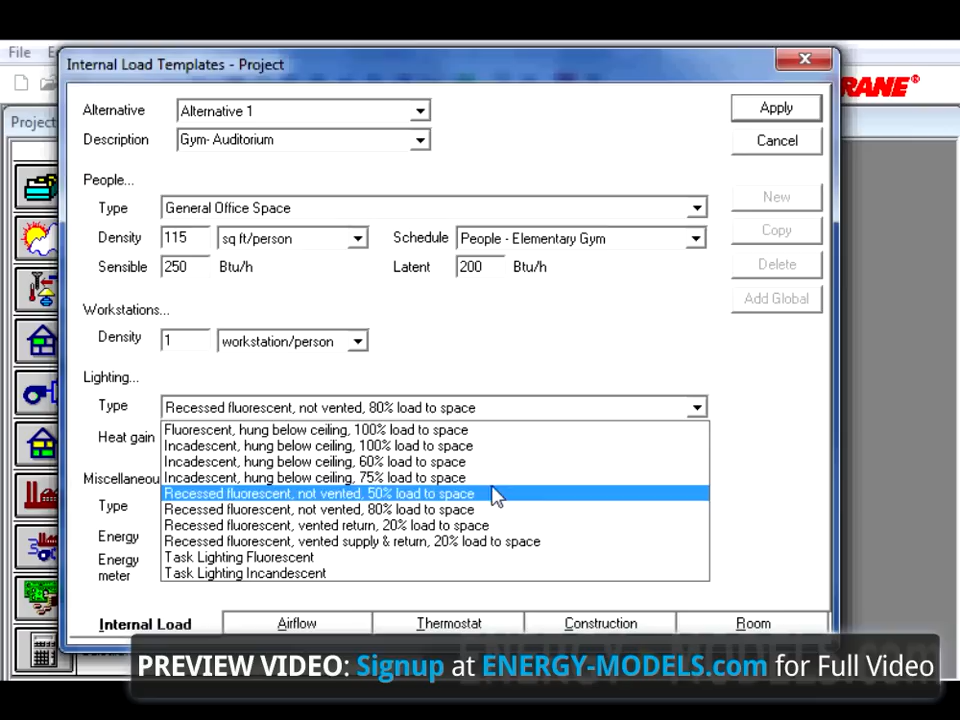 File
RANE®
Internal Load Templates - Project
Project
Alternative Alternative 1 Apply
Description Gym- Auditorium Cancel
People...
Type General Office Space New
Density 115 sq ft/person Schedule People - Elementary Gym Copy
Sensible 250 Btu/h Latent 200 Btu/h Delete
Add Global
Workstations...
Density 1 workstation/person
Lighting...
Type Recessed fluorescent, not vented, 80% load to space
Heat gain
Fluorescent, hung below ceiling, 100% load to space
Incadescent, hung below ceiling, 100% load to space
Incadescent, hung below ceiling, 60% load to space
Incadescent, hung below ceiling, 75% load to space
Recessed fluorescent, not vented, 50% load to space
Recessed fluorescent, not vented, 80% load to space
Recessed fluorescent, vented return, 20% load to space
Recessed fluorescent, vented supply & return, 20% load to space
Task Lighting Fluorescent
Task Lighting Incandescent
Miscellaneou
Type
Energy
Energy
meter
Internal Load Airflow Thermostat Construction Room
PREVIEW VIDEO: Signup at ENERGY-MODELS.com for Full Video